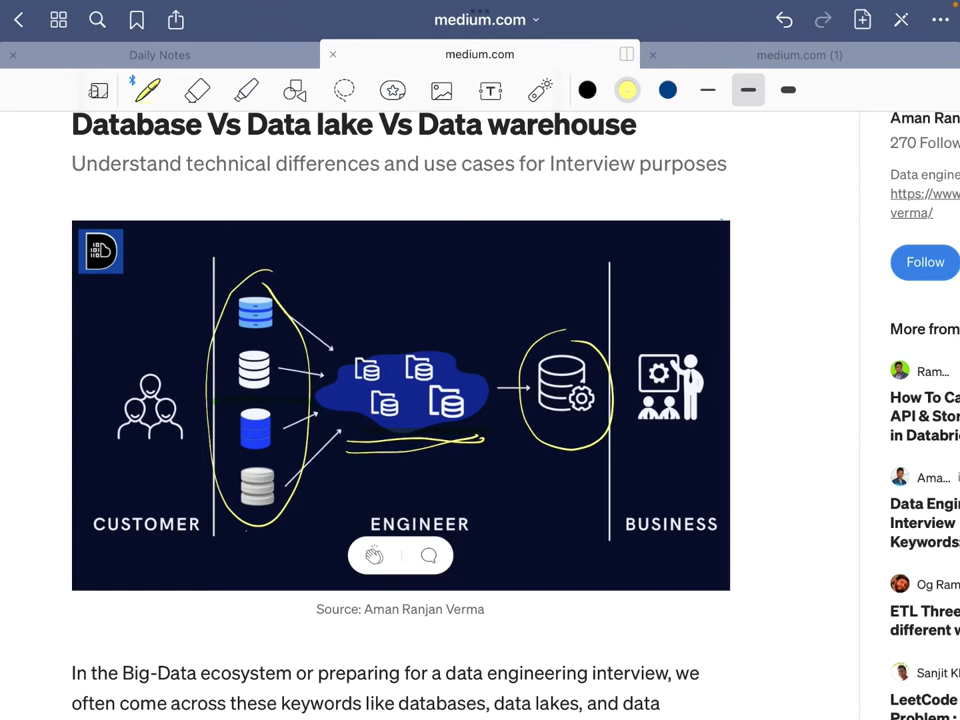 medium.com
Daily Notes
medium.com
medium.com (1)
T
Database Vs Data lake Vs Data warehouse
Understand technical differences and use cases for Interview purposes
CUSTOMER
ENGINEER
BUSINESS
Source: Aman Ranjan Verma
In the Big-Data ecosystem or preparing for a data engineering interview, we
often come across these keywords like databases, data lakes, and data
Aman Ran
270 Follow
Data engine
https://www
verma/
Follow
More from
Ram...
How To Ca
API & Stor
in Databric
Ama...
Data Engi
Interview
Keywords:
Og Ram
ETL Three
different w
Sanjit K
LeetCode
Problem :